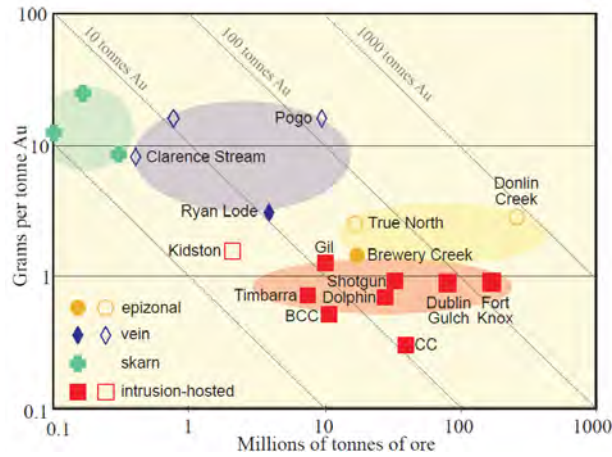 100
10 tonnes Au
100 tonnes Au
1000 tonnes Au
Pogo
10
Clarence Stream
Donlin
Creek
Ryan Lode
True North
Kidston
Gil
Brewery Creek
1
Shotgun
Timbarra
Dolphin
Dublin
Gulch
Fort
Knox
BCC
CC
epizonal
vein
skarn
intrusion-hosted
0.1
0.1
1
10
100
1000
Millions of tonnes of ore
Grams per tonne Au